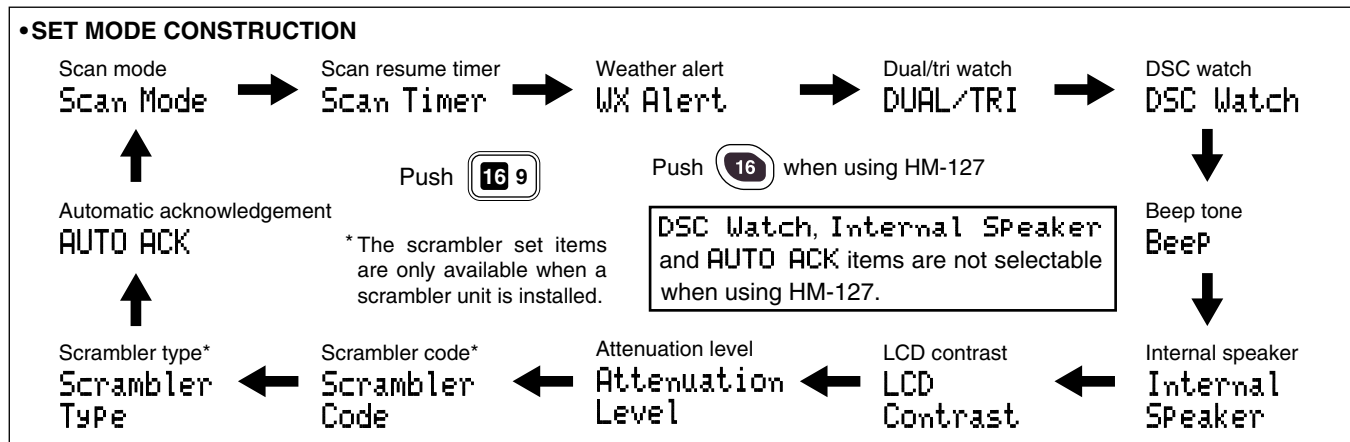 •SET MODE CONSTRUCTION
Scan mode
Scan Mode
Scan resume timer
Scan Timer
Weather alert
WX Alert
Dual/tri watch
DUAL/TRI
DSC watch
DSC Watch
Push 16 9
Push 16 when using HM-127
Automatic acknowledgement
AUTO ACK
* The scrambler set items
are only available when a
scrambler unit is installed.
DSC Watch, Internal SPeaker
and AUTO ACK items are not selectable
when using HM-127.
Beep tone
BeeP
Scrambler type*
Scrambler
TyPe
Scrambler code*
Scrambler
Code
Attenuation level
Attenuation
Level
LCD contrast
LCD
Contrast
Internal speaker
Internal
SPeaker